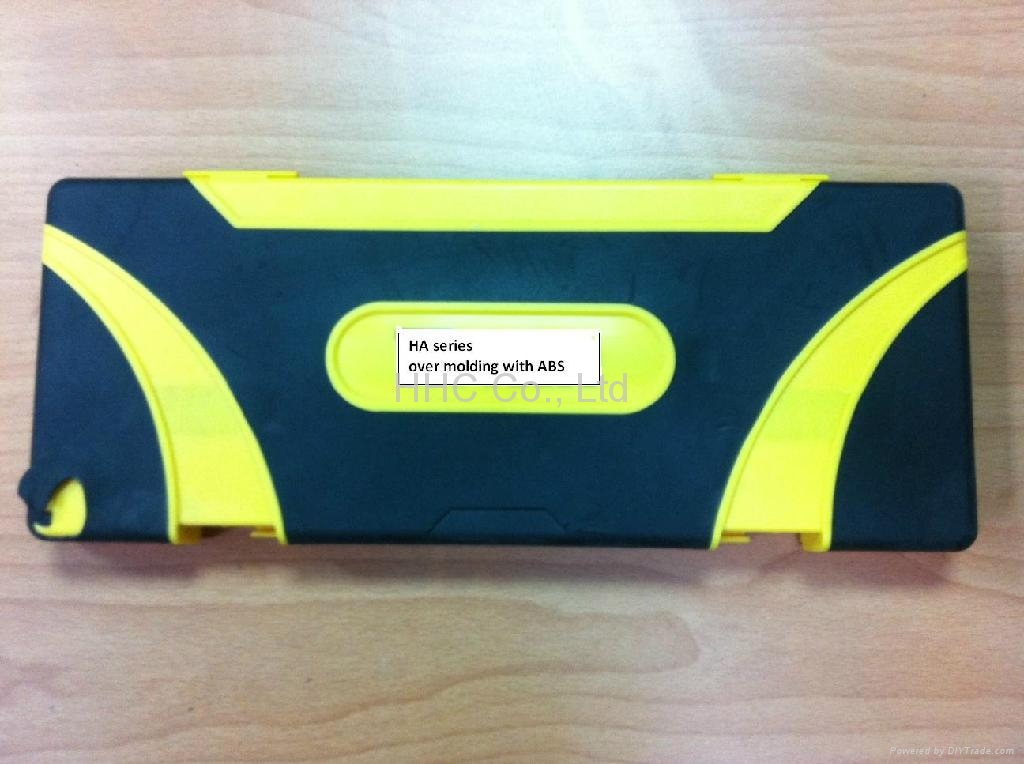 HA series
over molding with ABS
HHC Co., Ltd
Powered by DIYTrade.com